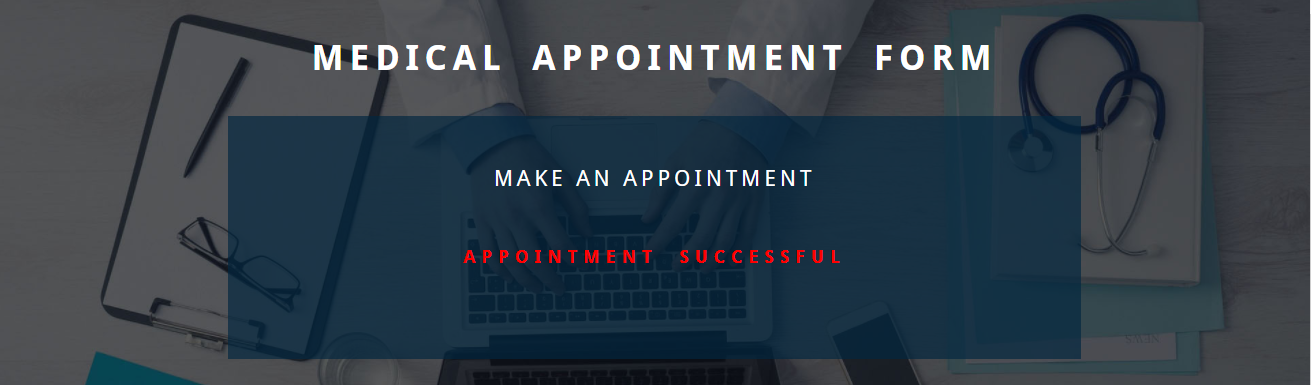 MEDICAL APPOINTMENT FORM
MAKE AN APPOINTMENT
APPOINTMENT SUCCESSFUL